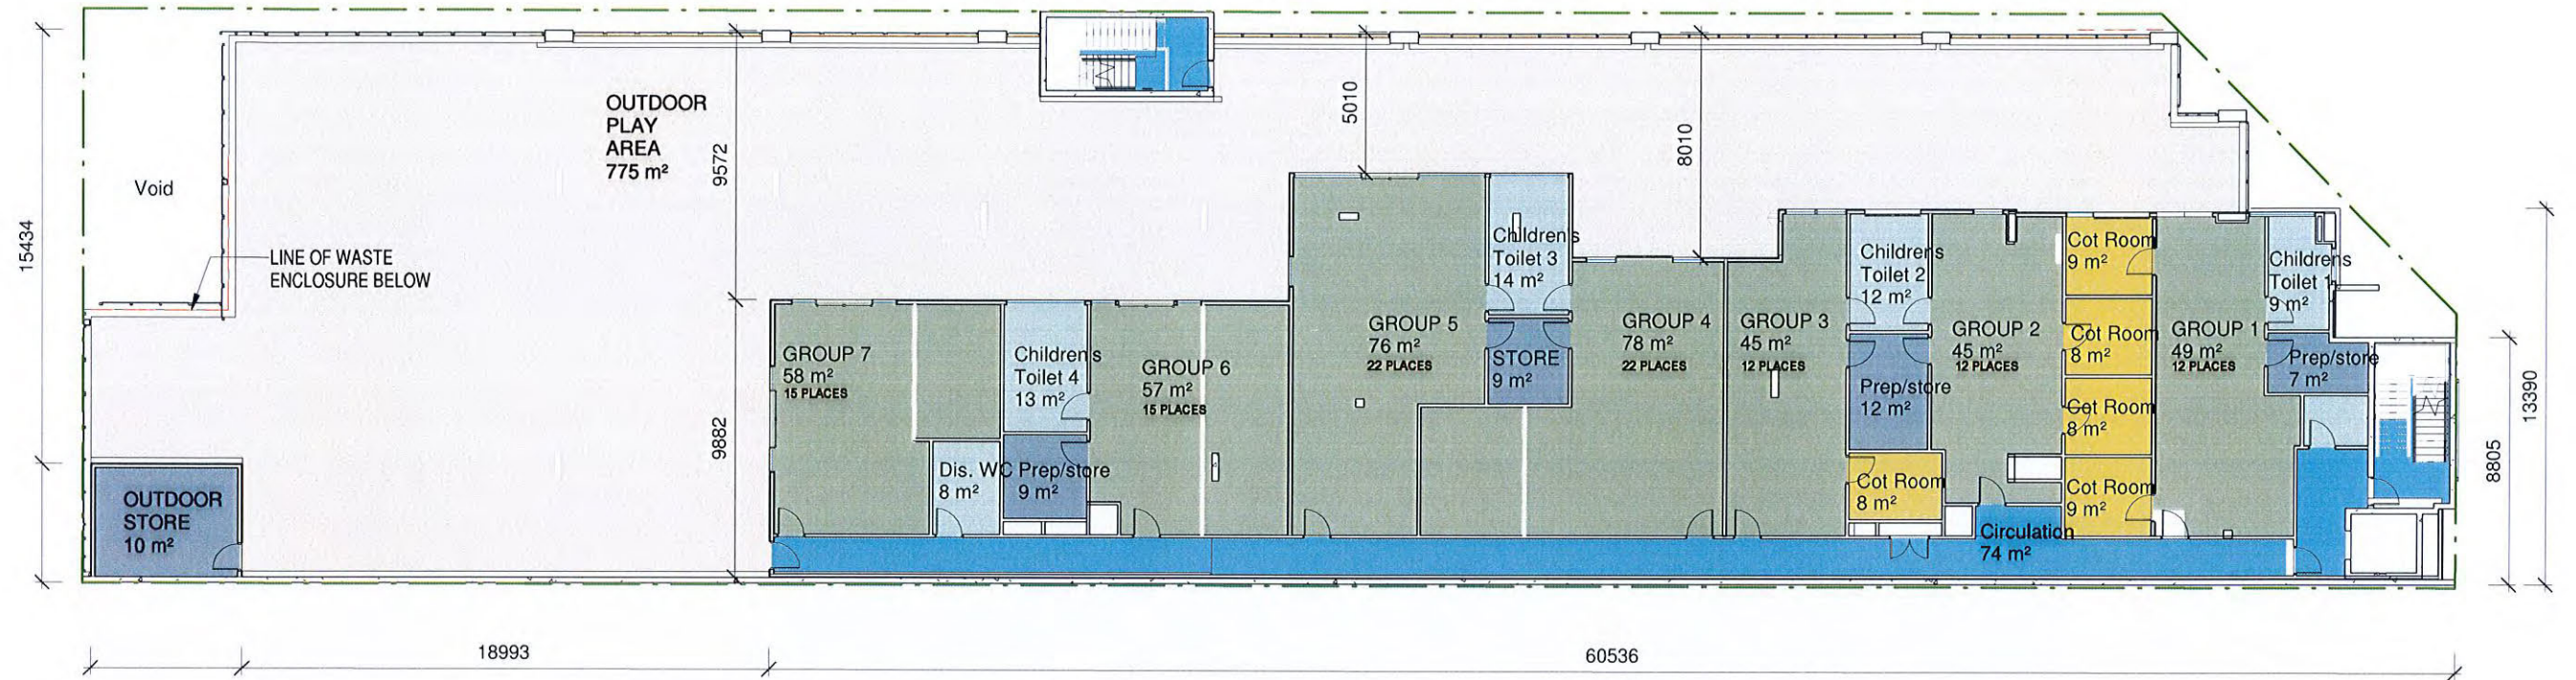 OUTDOOR
PLAY
AREA
775 m²
9572
5010
8010
Void
15434
LINE OF WASTE
ENCLOSURE BELOW
Children's
Toilet 3
14 m²
Childrens
Toilet 2
12 m²
Cot Room
9 m²
Childrens
Toilet 1
9 m²
GROUP 7
58 m²
15 PLACES
Children's
Toilet 4
13 m²
GROUP 6
57 m²
15 PLACES
GROUP 5
76 m²
22 PLACES
STORE
9 m²
GROUP 4
78 m²
22 PLACES
GROUP 3
45 m²
12 PLACES
GROUP 2
45 m²
12 PLACES
Cot Room
8 m²
GROUP 1
49 m²
12 PLACES
Prep/store
7 m²
Prep/store
12 m²
Cot Room
8 m²
13390
9882
8805
Dis. WC
8 m²
Prep/store
9 m²
Cot Room
8 m²
Cot Room
9 m²
OUTDOOR
STORE
10 m²
Circulation
74 m²
18993
60536